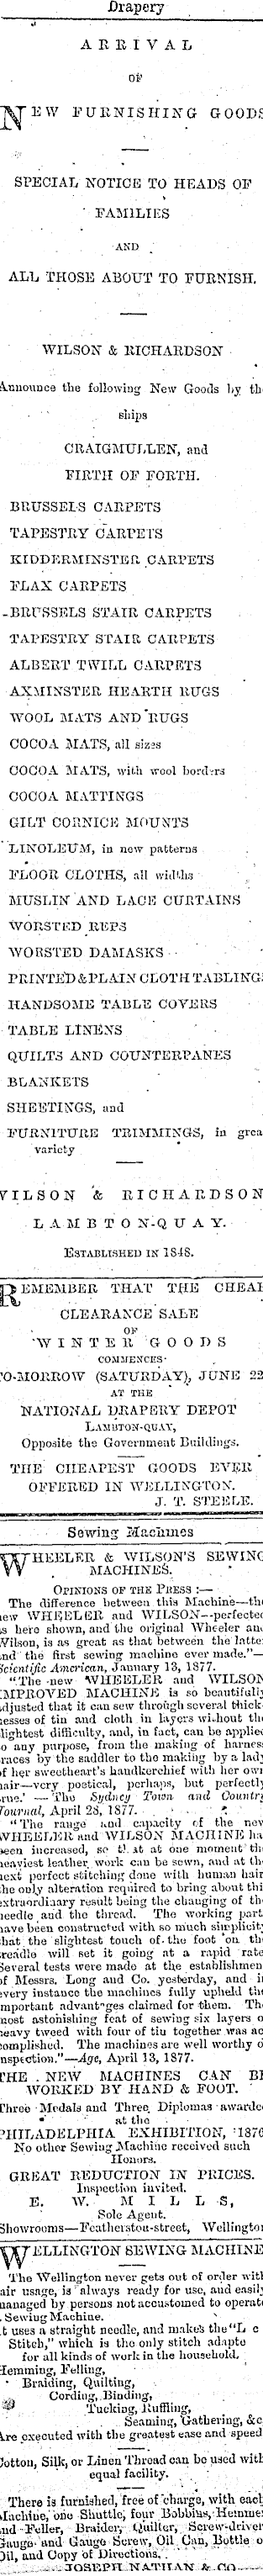 Drapery
ARRIVAL
OF
NEW FURNISHING GOODS
SPECIAL NOTICE TO HEADS OF
FAMILIES
AND
ALL THOSE ABOUT TO FURNISH.
WILSON & RICHARDSON
Announce the following New Goods by th
ships
CRAIGMULLEN, and
FIRTH OF FORTH.
BRUSSELS CARPETS
TAPESTRY CARPETS
KIDDERMINSTER CARPETS
FLAX CARPETS
BRUSSELS STAIR CARPETS
TAPESTRY STAIR CARPETS
ALBERT TWILL CARPETS
AXMINSTER HEARTH RUGS
WOOL MATS AND RUGS
COCOA MATS, all sizes
COCOA MATS, with wool borders
COCOA MATTINGS
GILT CORNICE MOUNTS
LINOLEUM, in new patterns
FLOOR CLOTHS, all widths
MUSLIN AND LACE CURTAINS
WORSTED REPS
WORSTED DAMASKS
PRINTED & PLAIN CLOTH TABLING
HANDSOME TABLE COVERS
TABLE LINENS
QUILTS AND COUNTERPANES
BLANKETS
SHEETINGS, and
FURNITURE TRIMMINGS, in grea
variety
WILSON & RICHARDSON
LAMBTON-QUAY.
ESTABLISHED IN 1848.
REMEMBER THAT THE CHEAP
CLEARANCE SALE
OF
WINTER GOODS
COMMENCES
TO-MORROW (SATURDAY), JUNE 22
AT THE
NATIONAL DRAPERY DEPOT
LAMBTON-QUAY,
Opposite the Government Buildings.
THE CHEAPEST GOODS EVER
OFFERED IN WELLINGTON.
J. T. STEELE.
Sewing Machines
WHEELER & WILSON'S SEWING
MACHINES.
OPINIONS OF THE PRESS :—
The difference between this Machine—the
new WHEELER and WILSON--perfected
as here shown, and the original Wheeler and
Wilson, is as great as that between the latter
and the first sewing machine ever made."—
Scientific American, January 13, 1877.
"The new WHEELER and WILSON
IMPROVED MACHINE is so beautifully
adjusted that it can sew through several thick-
nesses of tin and cloth in layers without the
slightest difficulty, and, in fact, can be applied
to any purpose, from the making of harness
traces by the saddler to the making by a lady
of her sweetheart's handkerchief with her own
hair—very poetical, perhaps, but perfectly
true.'—The Sydney Town and Country
Journal, April 28, 1877.
"The range and capacity of the new
WHEELER and WILSON MACHINE ha
been increased, so that at one moment the
heaviest leather work can be sewn, and at the
next perfect stitching done with human hair
the only alteration required to bring about this
extraordinary result being the changing of the
needle and the thread. The working parts
have been constructed with so much simplicity
that the slightest touch of the foot on the
treadle will set it going at a rapid rate
Several tests were made at the establishment
of Messrs. Long and Co. yesterday, and in
every instance the machines fully upheld the
important advantages claimed for them. The
most astonishing feat of sewing six layers of
heavy tweed with four of tin together was ac
complished. The machines are well worthy of
inspection."—Age, April 13, 1877.
THE NEW MACHINES CAN BE
WORKED BY HAND & FOOT.
Three Medals and Three Diplomas awarded
at the
PHILADELPHIA EXHIBITION, 1876
No other Sewing Machine received such
Honors.
GREAT REDUCTION IN PRICES.
Inspection invited.
E. W. MILLS,
Sole Agent.
Showrooms—Featherston-street, Wellington
WELLINGTON SEWING MACHINE
The Wellington never gets out of order with
fair usage, is always ready for use, and easily
managed by persons not accustomed to operate
a Sewing Machine.
It uses a straight needle, and makes the "L c
Stitch," which is the only stitch adapte
for all kinds of work in the household,
Hemming, Felling,
Braiding, Quilting,
Cording, Binding,
Tucking, Ruffling,
Seaming, Gathering, &c
Are executed with the greatest ease and speed
Cotton, Silk, or Linen Thread can be used with
equal facility.
There is furnished, free of charge, with each
Machine, one Shuttle, four Bobbins, Hemmer
and Feller, Braider, Quilter, Screw-driver
Gauge and Gauge Screw, Oil Can, Bottle o
Oil, and Copy of Directions.
JOSEPH NATHAN & CO